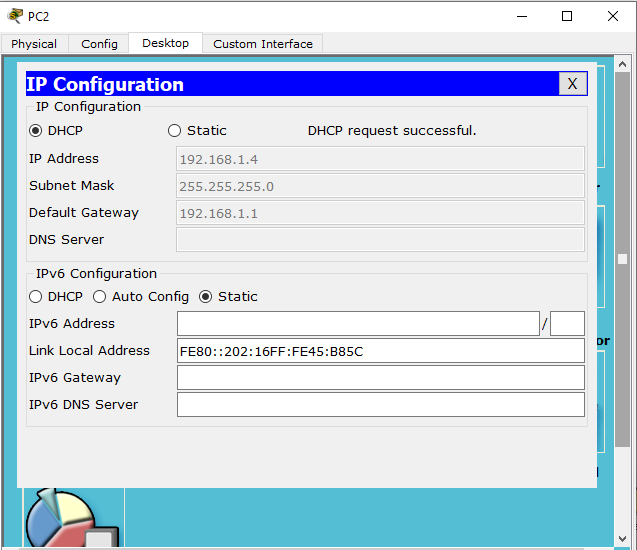 PC2
Physical Config Desktop Custom Interface
IP Configuration X
IP Configuration
DHCP Static DHCP request successful.
IP Address 192.168.1.4
Subnet Mask 255.255.255.0
Default Gateway 192.168.1.1
DNS Server
IPv6 Configuration
DHCP Auto Config Static
IPv6 Address /
Link Local Address FE80::202:16FF:FE45:B85C
IPv6 Gateway
IPv6 DNS Server